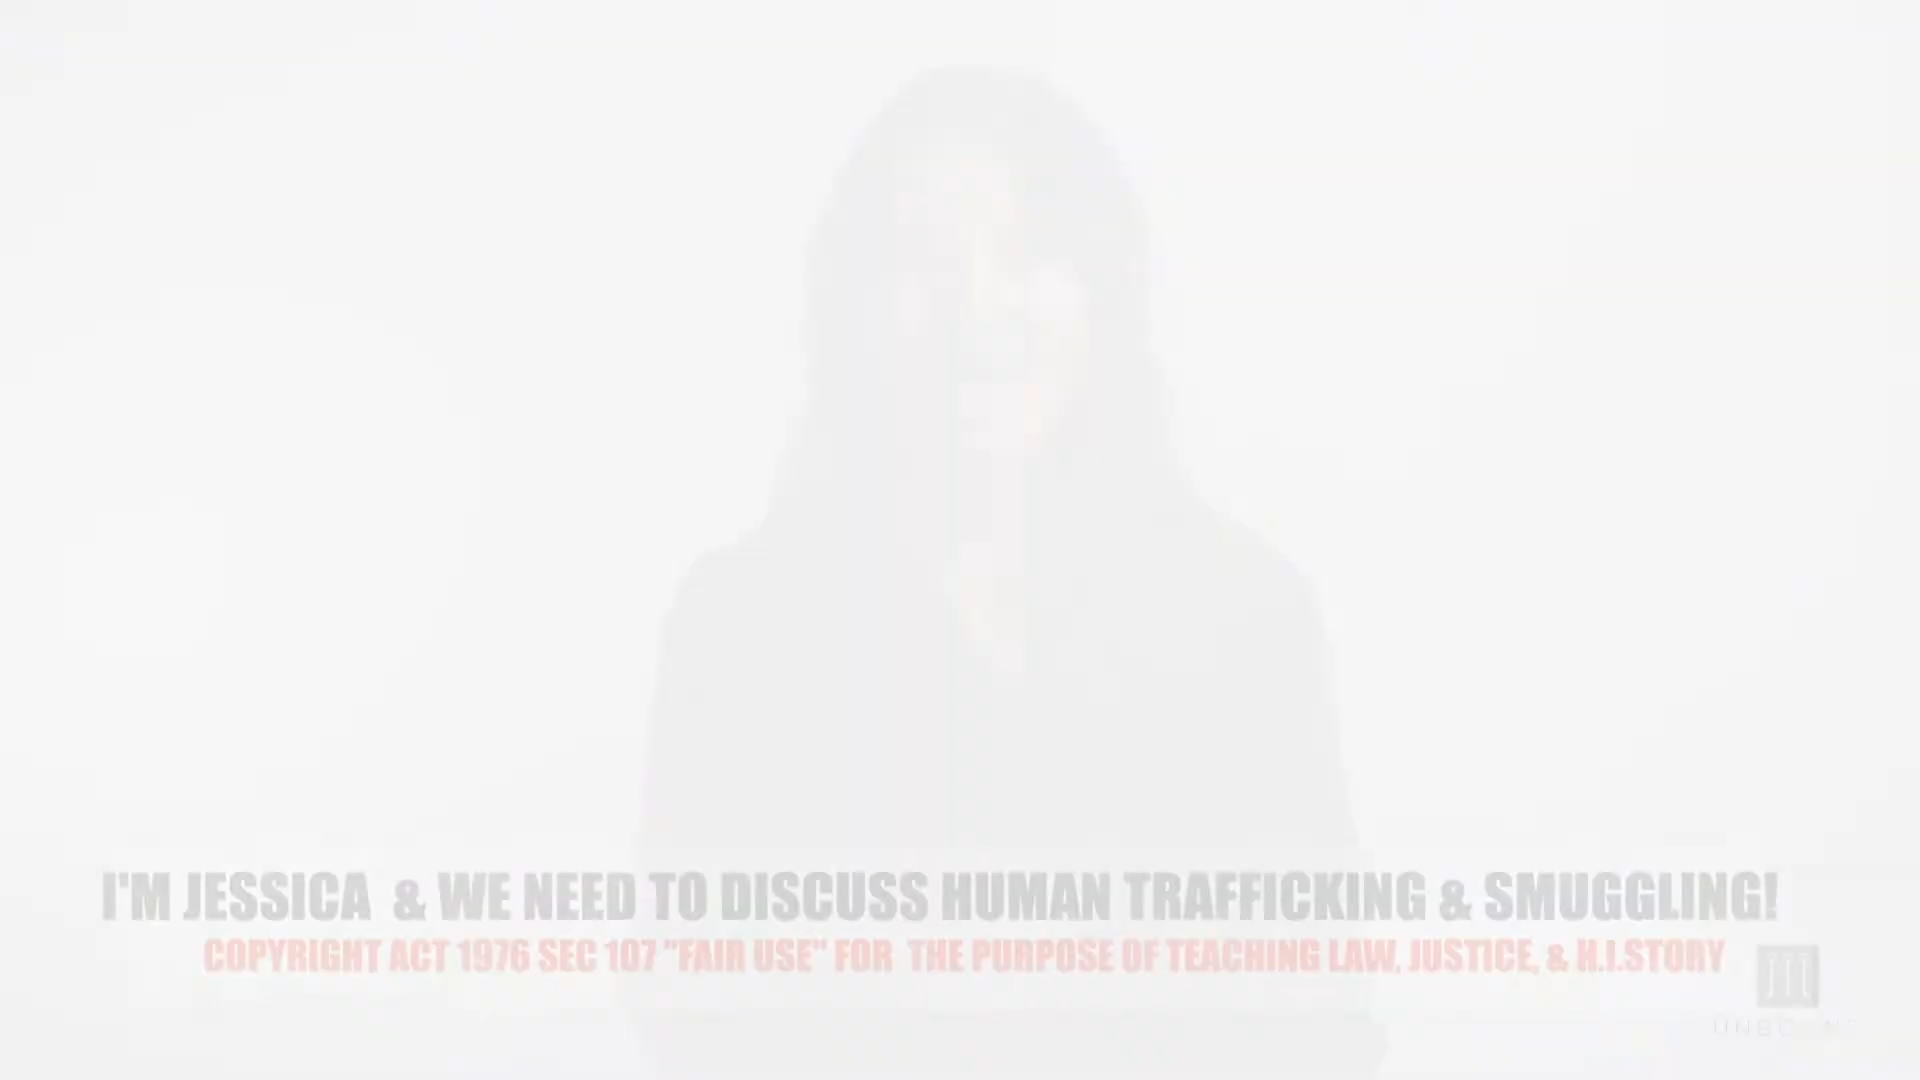 I'M JESSICA & WE NEED TO DISCUSS HUMAN TRAFFICKING & SMUGGLING!
COPYRIGHT ACT 1976 SEC 107 "FAIR USE" FOR THE PURPOSE OF TEACHING LAW, JUSTICE, & H.I.STORY